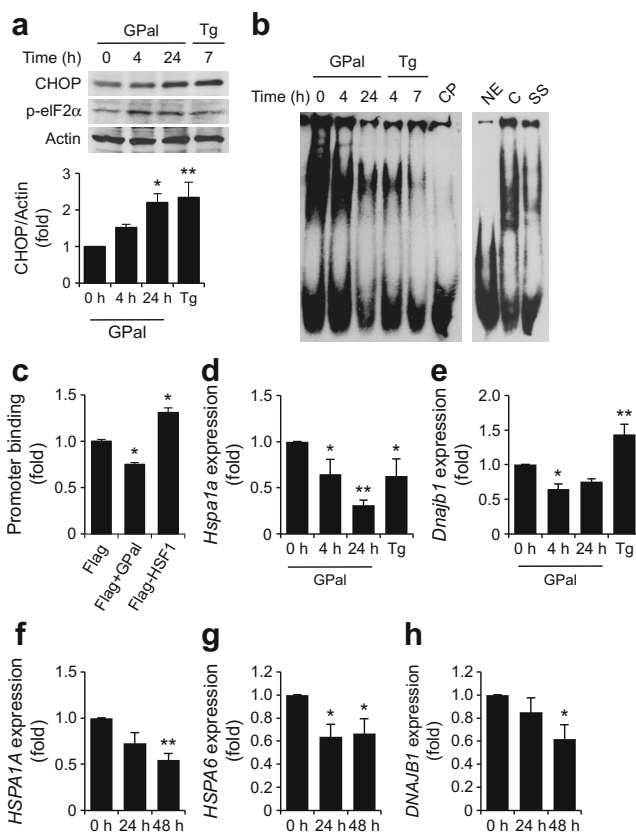 a
GPal Tg
Time (h) 0 4 24 7
CHOP
p-eIF2α
Actin
CHOP/Actin
(fold)
3
2
1
0
* **
0 h 4 h 24 h Tg
GPal
b
GPal Tg
Time (h) 0 4 24 4 7 CP NE C SS
c
Promoter binding
(fold)
1.5
1.0
0.5
0
* *
Flag
Flag+GPal
Flag-HSF1
d
Hspa1a expression
(fold)
1.5
1.0
0.5
0
* ** *
0 h 4 h 24 h Tg
GPal
e
Dnajb1 expression
(fold)
2.0
1.5
1.0
0.5
0
* **
0 h 4 h 24 h Tg
GPal
f
HSPA1A expression
(fold)
1.5
1.0
0.5
0
**
0 h 24 h 48 h
g
HSPA6 expression
(fold)
1.2
1.0
0.8
0.6
0.4
0.2
0
* *
0 h 24 h 48 h
h
DNAJB1 expression
(fold)
1.2
1.0
0.8
0.6
0.4
0.2
0
*
0 h 24 h 48 h